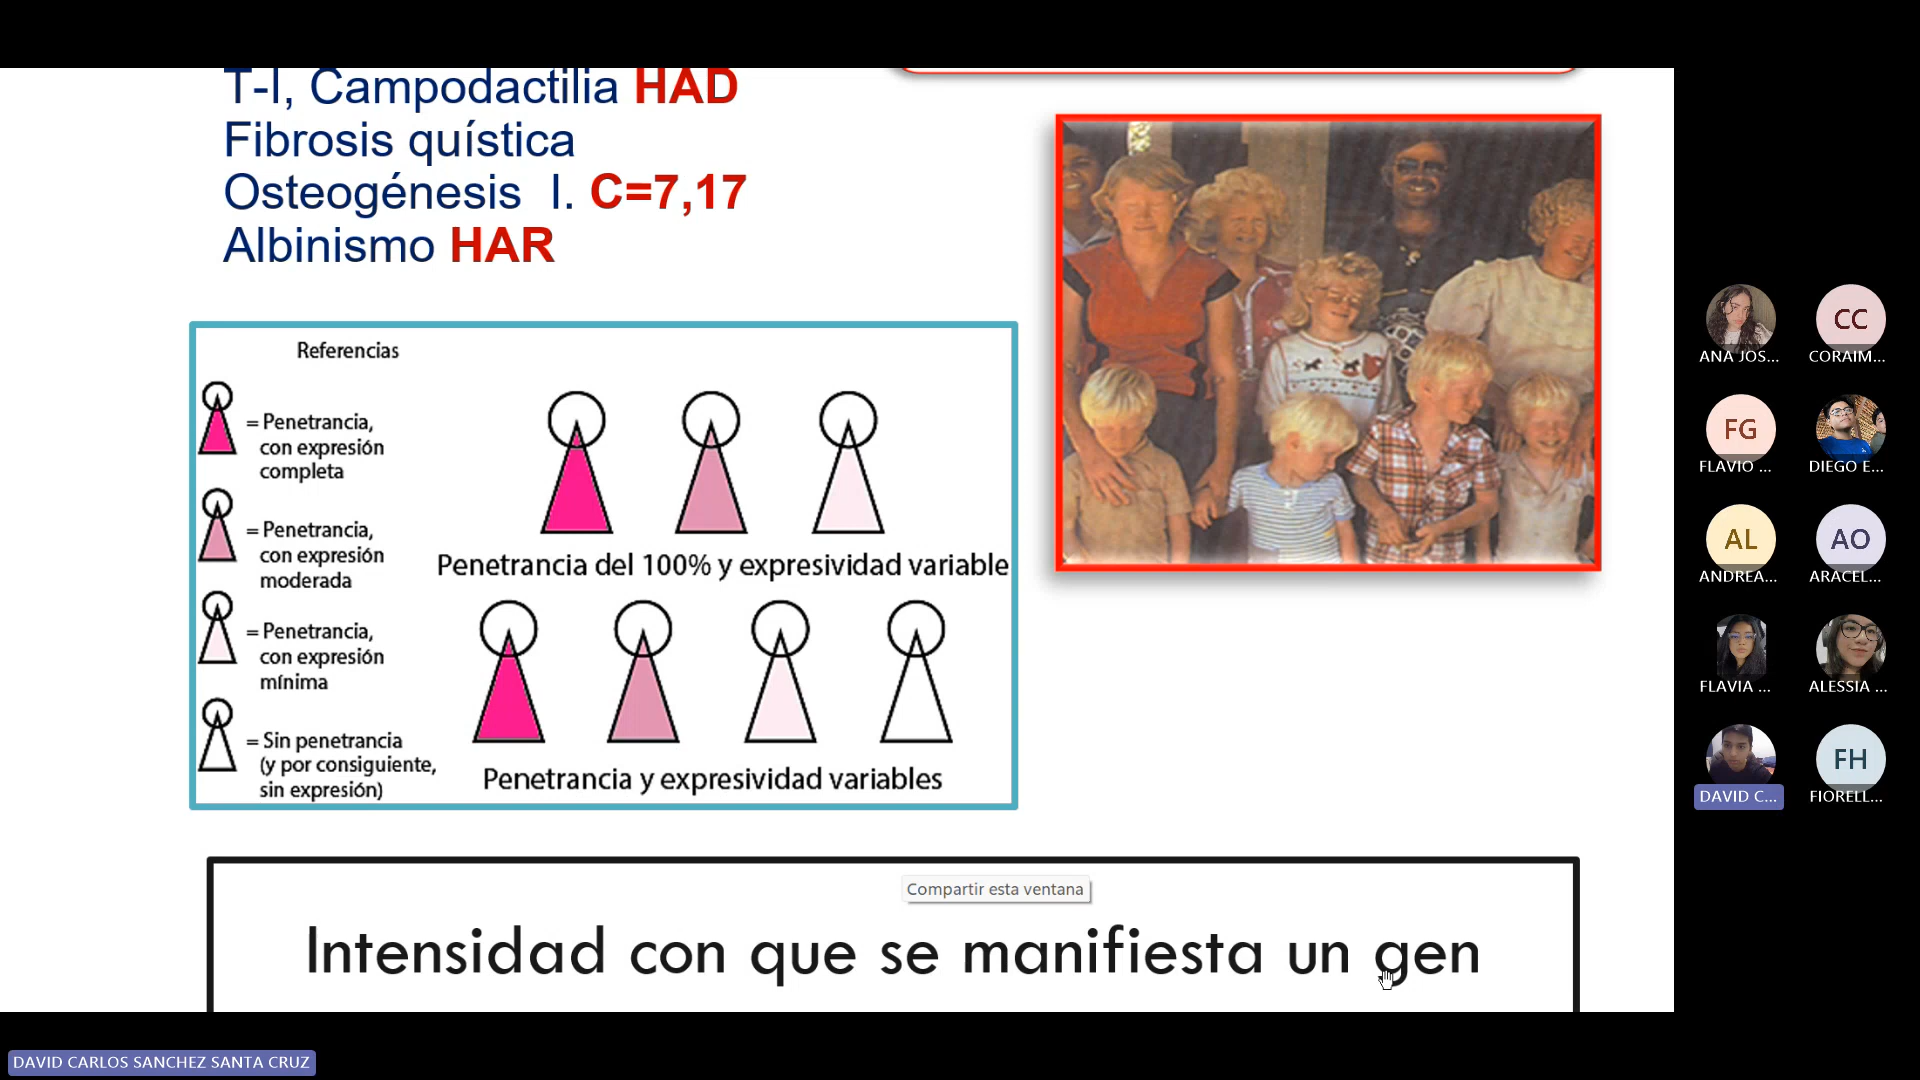 T-I, Campodactilia HAD
Fibrosis quística
Osteogénesis I. C=7,17
Albinismo HAR
Referencias
= Penetrancia,
con expresión
completa
= Penetrancia,
con expresión
moderada
= Penetrancia,
con expresión
mínima
= Sin penetrancia
(y por consiguiente,
sin expresión)
Penetrancia del 100% y expresividad variable
Penetrancia y expresividad variables
Compartir esta ventana
Intensidad con que se manifiesta un gen
ANA JOS...
CC
CORAIM...
FG
FLAVIO ...
DIEGO E...
AL
ANDREA...
AO
ARACEL...
FLAVIA ...
ALESSIA ...
DAVID C...
FH
FIORELL...
DAVID CARLOS SANCHEZ SANTA CRUZ